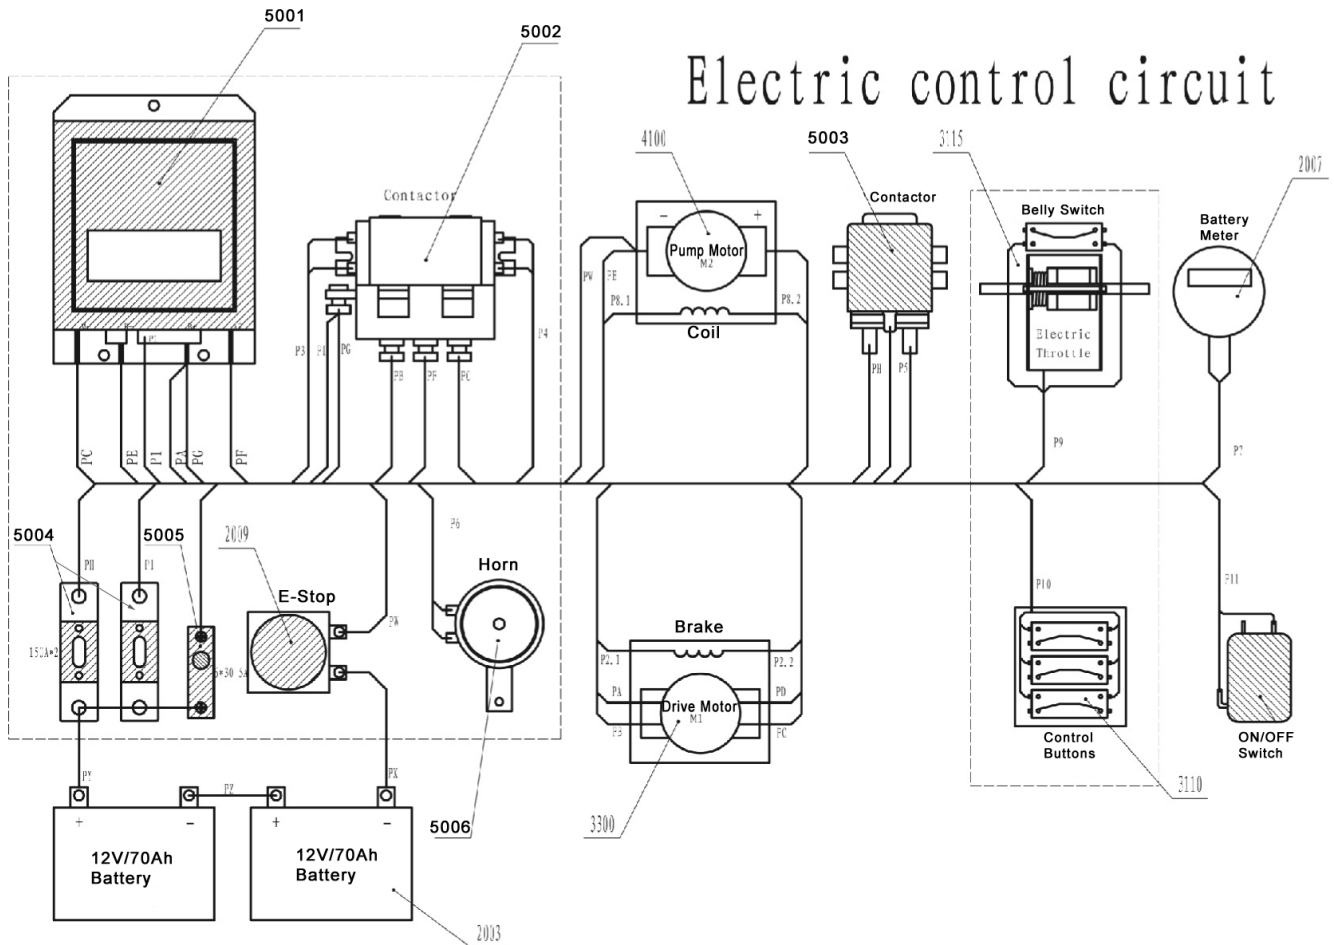 5001
5002
Electric control circuit
4100
5003
3115
2007
Contactor
Contactor
Belly Switch
Battery
Meter
- +
Pump Motor
M2
PW
PE
P8.1
P8.2
Coil
Electric
Throttle
P3
P1
PG
P4
PB
PF
PC
PH
P5
PC
PE
P1
PA
PG
PF
P9
P7
5004
5005
2009
P6
PH
P1
E-Stop
Horn
PW
P10
P11
150A*2
6*30 5A
Brake
P2.1
P2.2
PA
PD
Drive Motor
M1
PB
PC
Control
Buttons
ON/OFF
Switch
PY
PZ
PX
3110
+ -
+ -
12V/70Ah
Battery
12V/70Ah
Battery
5006
3300
2003